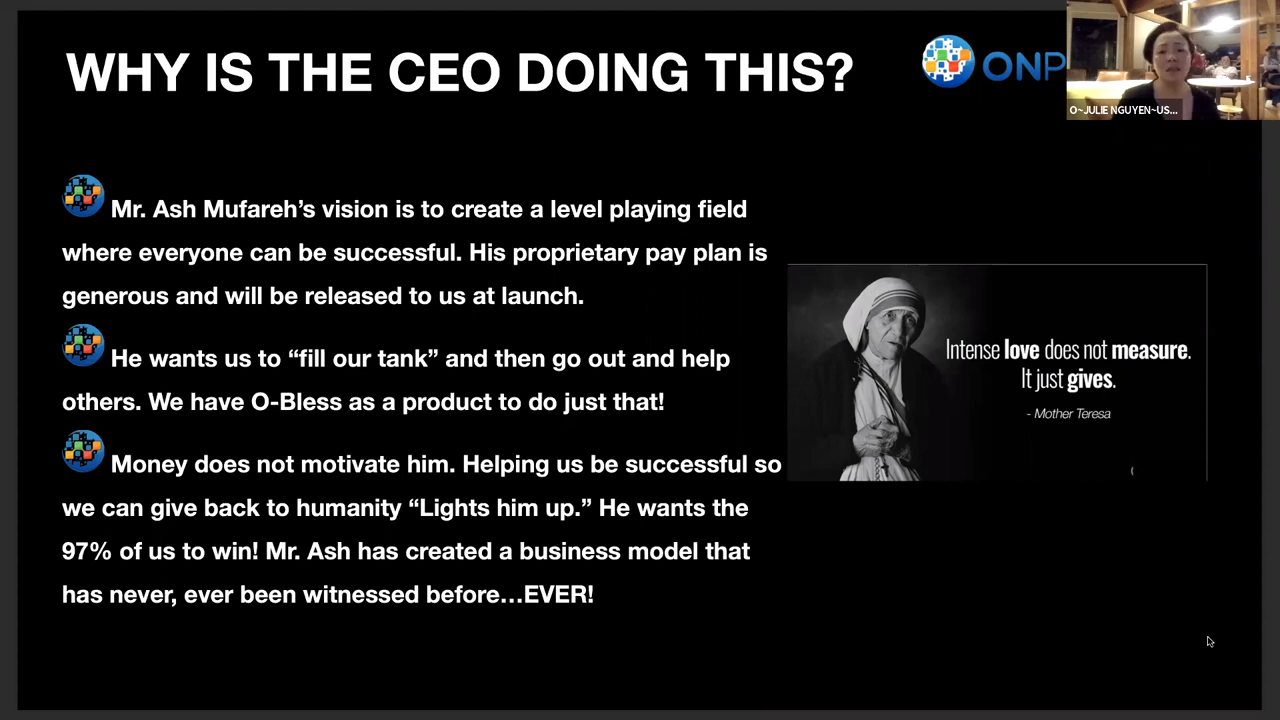 WHY IS THE CEO DOING THIS?
ONP
O~JULIE NGUYEN~US...
Mr. Ash Mufareh’s vision is to create a level playing field
where everyone can be successful. His proprietary pay plan is
generous and will be released to us at launch.
He wants us to “fill our tank” and then go out and help
others. We have O-Bless as a product to do just that!
Money does not motivate him. Helping us be successful so
we can give back to humanity “Lights him up.” He wants the
97% of us to win! Mr. Ash has created a business model that
has never, ever been witnessed before…EVER!
Intense love does not measure.
It just gives.
- Mother Teresa